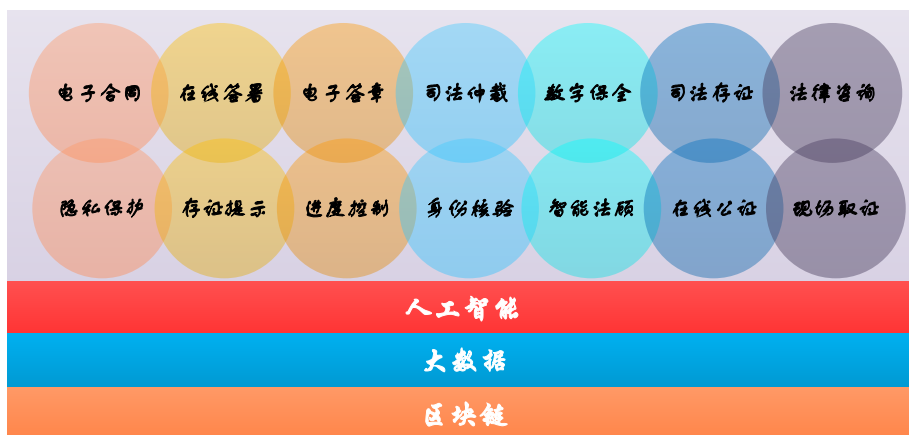 电子合同 在线签署 电子签章 司法仲裁 数字保全 司法存证 法律咨询
隐私保护 存证提示 进度控制 身份核验 智能法顾 在线公证 现场取证
人工智能
大数据
区块链